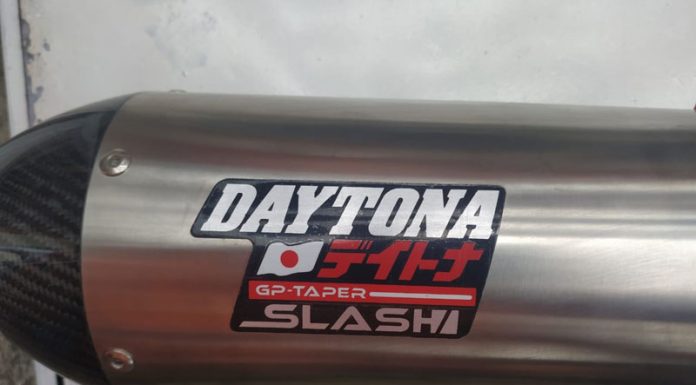 DAYTONA
デイトナ
GP-TAPER
SLASH